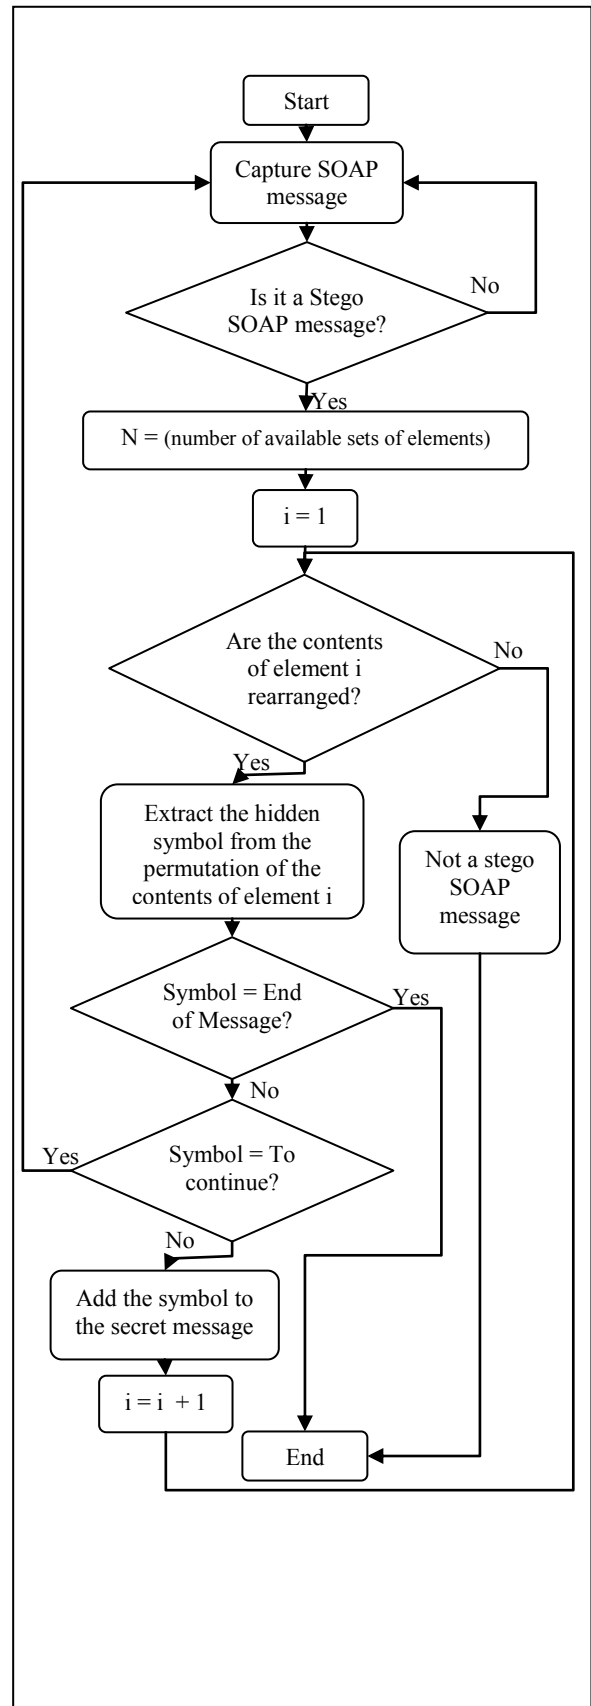 Start
Capture SOAP
message
No
Is it a Stego
SOAP message?
Yes
N = (number of available sets of elements)
i = 1
Are the contents
of element i
rearranged?
No
Yes
Extract the hidden
symbol from the
permutation of the
contents of element i
Not a stego
SOAP
message
Symbol = End
of Message?
Yes
No
Yes
Symbol = To
continue?
No
Add the symbol to
the secret message
i = i + 1
End